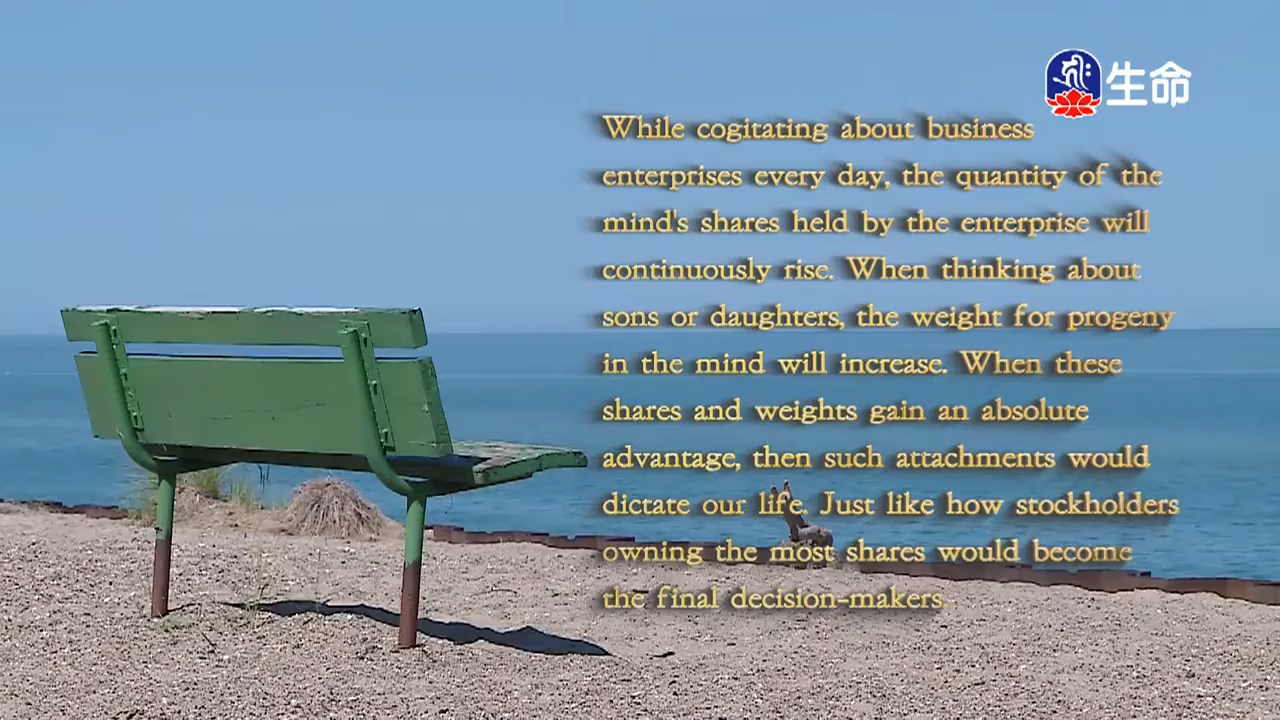 生命
While cogitating about business
enterprises every day, the quantity of the
mind's shares held by the enterprise will
continuously rise. When thinking about
sons or daughters, the weight for progeny
in the mind will increase. When these
shares and weights gain an absolute
advantage, then such attachments would
dictate our life. Just like how stockholders
owning the most shares would become
the final decision-makers.